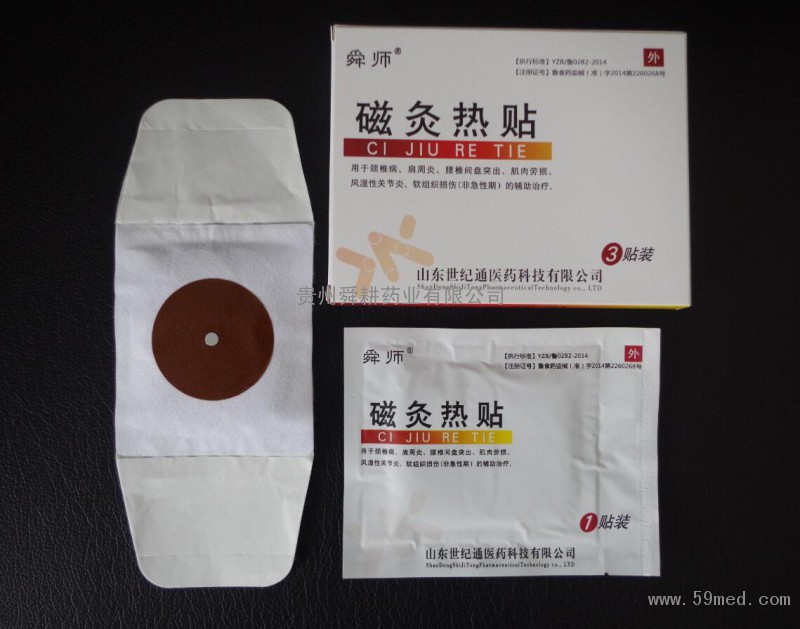 舜师®
【执行标准】YZB/鲁0282-2014
【注册证号】鲁食药监械(准)字2014第2260268号
外
磁灸热贴
CI JIU RE TIE
用于颈椎病、肩周炎、腰椎间盘突出、肌肉劳损、
风湿性关节炎、软组织损伤(非急性期)的辅助治疗。
3贴装
山东世纪通医药科技有限公司
ShanDongShiJiTongPharmaceuticalTechnology co., LTD
贵州舜耕药业有限公司
舜师®
【执行标准】YZB/鲁0282-2014
【注册证号】鲁食药监械(准)字2014第2260268号
外
磁灸热贴
CI JIU RE TIE
用于颈椎病、肩周炎、腰椎间盘突出、肌肉劳损、
风湿性关节炎、软组织损伤(非急性期)的辅助治疗。
1贴装
山东世纪通医药科技有限公司
ShanDongShiJiTongPharmaceuticalTechnology co., LTD
www.59med.com